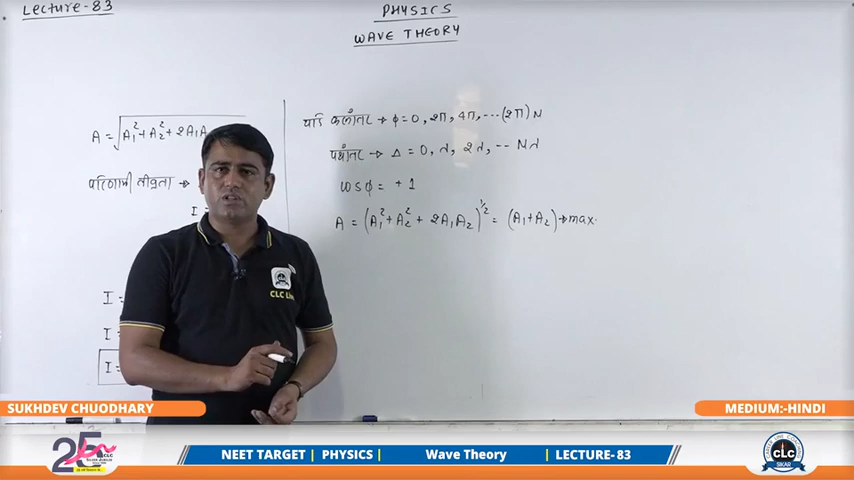 Lecture-83
PHYSICS
WAVE THEORY
A = √A₁² + A₂² + 2A₁A
परिणामी तीव्रता →
I =
I =
I =
I =
यदि कलांतर → ϕ = 0, 2π, 4π, --- (2π) N
पथांतर → Δ = 0, λ, 2λ, -- Nλ
cos ϕ = + 1
A = (A₁² + A₂² + 2A₁A₂)^1/2 = (A₁ + A₂) → max.
CLC
SUKHDEV CHUODHARY
MEDIUM:-HINDI
25
CLC
NEET TARGET | PHYSICS | Wave Theory | LECTURE- 83
CLC
SIKAR